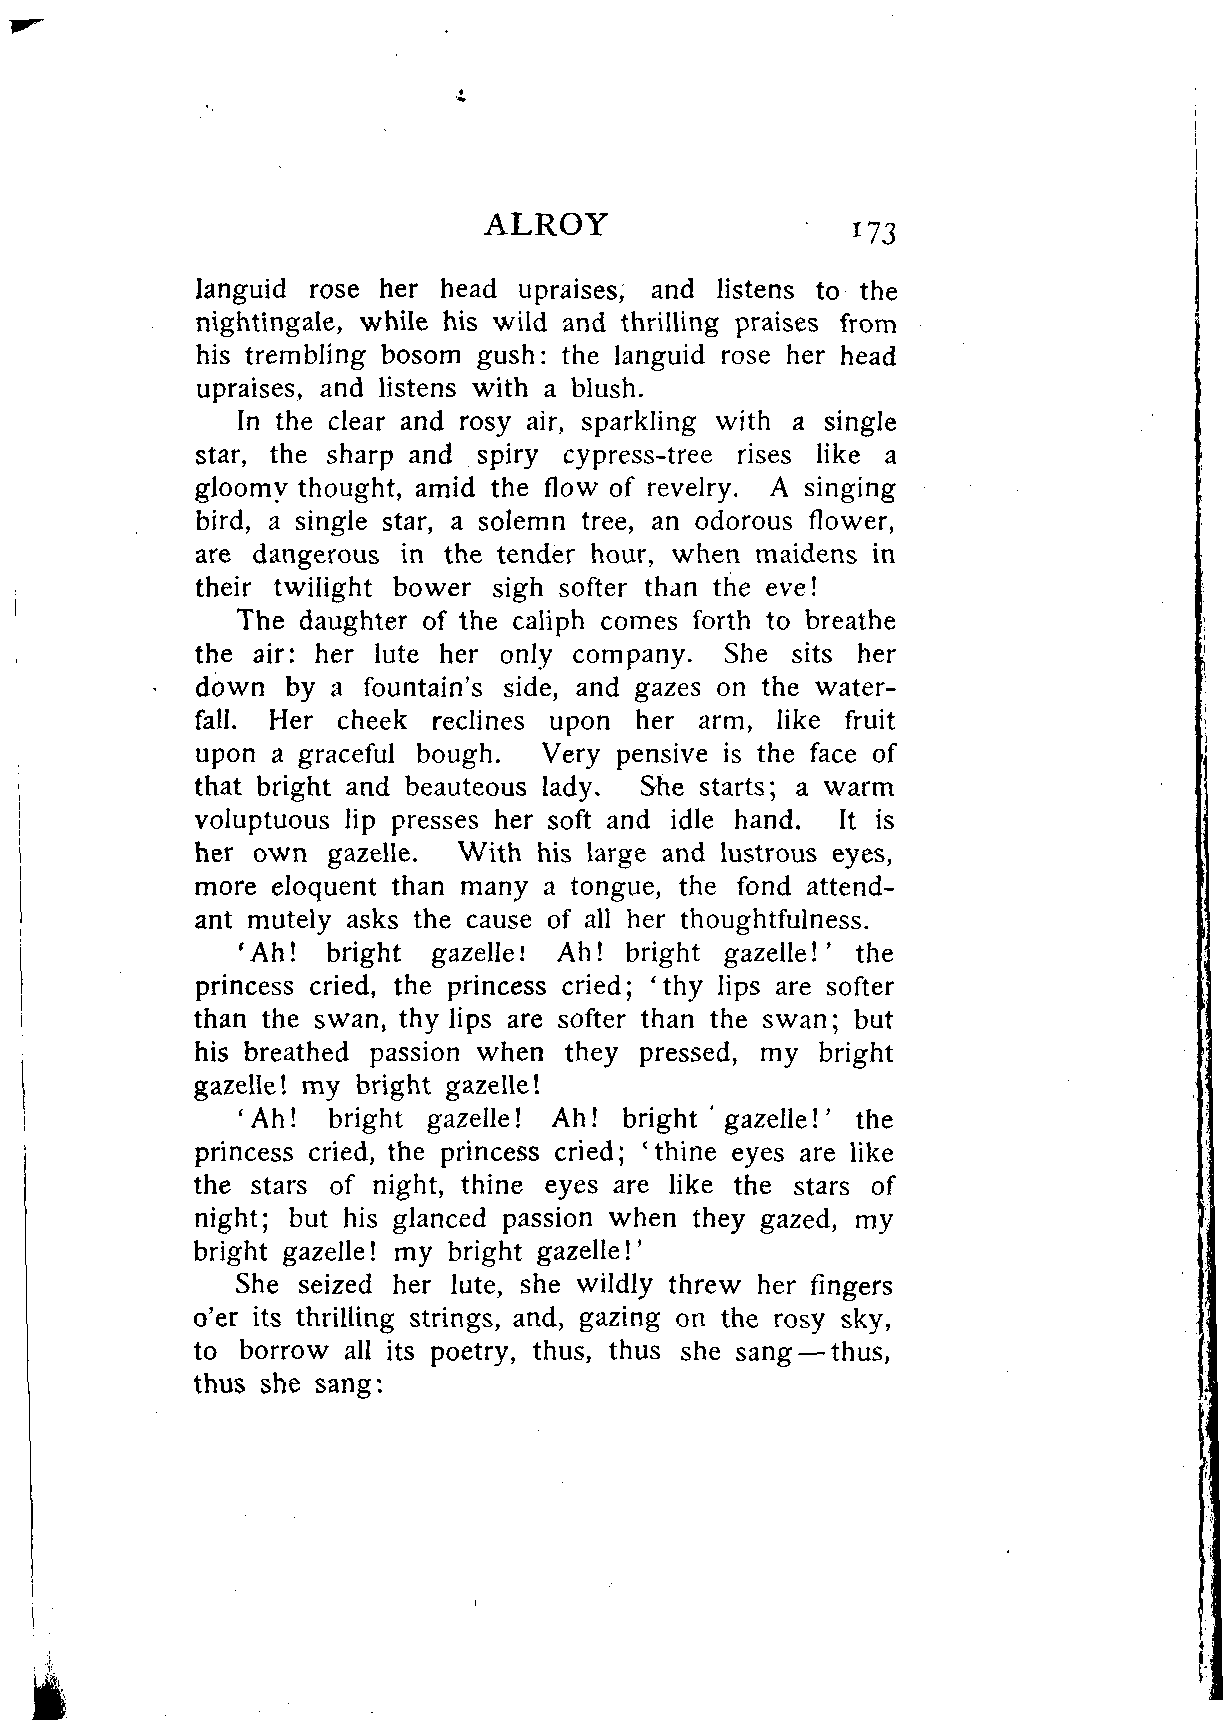 ALROY 173
languid rose her head upraises, and listens to the
nightingale, while his wild and thrilling praises from
his trembling bosom gush: the languid rose her head
upraises, and listens with a blush.
In the clear and rosy air, sparkling with a single
star, the sharp and spiry cypress-tree rises like a
gloomy thought, amid the flow of revelry. A singing
bird, a single star, a solemn tree, an odorous flower,
are dangerous in the tender hour, when maidens in
their twilight bower sigh softer than the eve!
The daughter of the caliph comes forth to breathe
the air: her lute her only company. She sits her
down by a fountain's side, and gazes on the water-
fall. Her cheek reclines upon her arm, like fruit
upon a graceful bough. Very pensive is the face of
that bright and beauteous lady. She starts; a warm
voluptuous lip presses her soft and idle hand. It is
her own gazelle. With his large and lustrous eyes,
more eloquent than many a tongue, the fond attend-
ant mutely asks the cause of all her thoughtfulness.
'Ah! bright gazelle! Ah! bright gazelle!' the
princess cried, the princess cried; 'thy lips are softer
than the swan, thy lips are softer than the swan; but
his breathed passion when they pressed, my bright
gazelle! my bright gazelle!
'Ah! bright gazelle! Ah! bright gazelle!' the
princess cried, the princess cried; 'thine eyes are like
the stars of night, thine eyes are like the stars of
night; but his glanced passion when they gazed, my
bright gazelle! my bright gazelle!'
She seized her lute, she wildly threw her fingers
o'er its thrilling strings, and, gazing on the rosy sky,
to borrow all its poetry, thus, thus she sang—thus,
thus she sang: